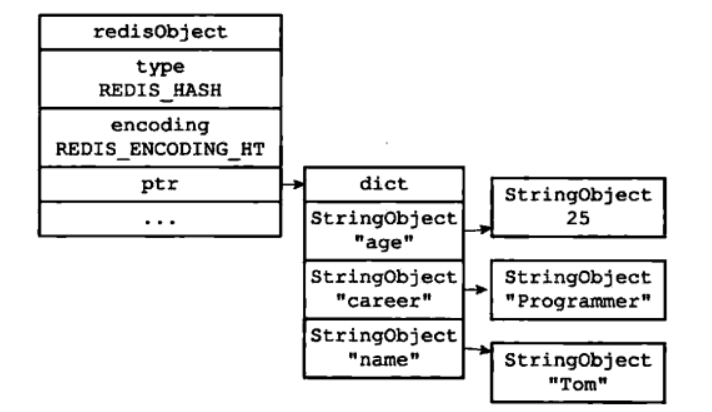 redisObject
type
REDIS_HASH
encoding
REDIS_ENCODING_HT
ptr
...
dict
StringObject
"age"
StringObject
"career"
StringObject
"name"
StringObject
25
StringObject
"Programmer"
StringObject
"Tom"